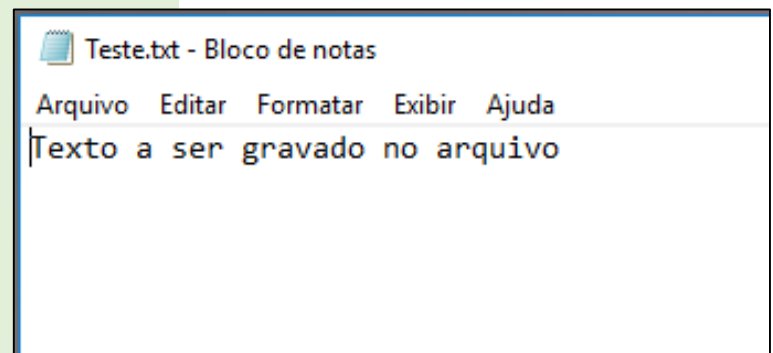 Teste.txt - Bloco de notas
Arquivo Editar Formatar Exibir Ajuda
Texto a ser gravado no arquivo